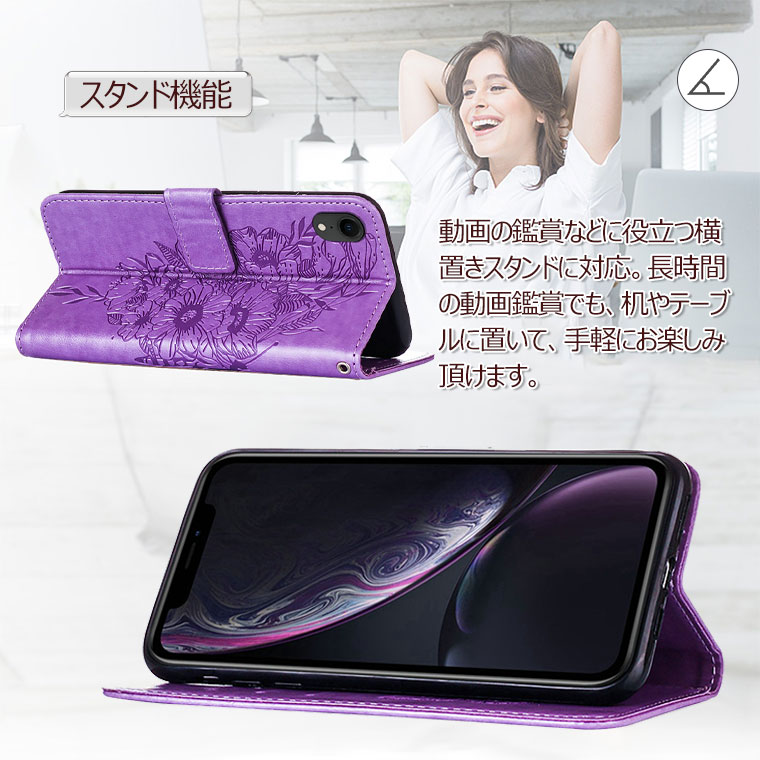 スタンド機能
動画の鑑賞などに役立つ横
置きスタンドに対応。長時間
の動画鑑賞でも、机やテーブ
ルに置いて、手軽にお楽しみ
頂けます。